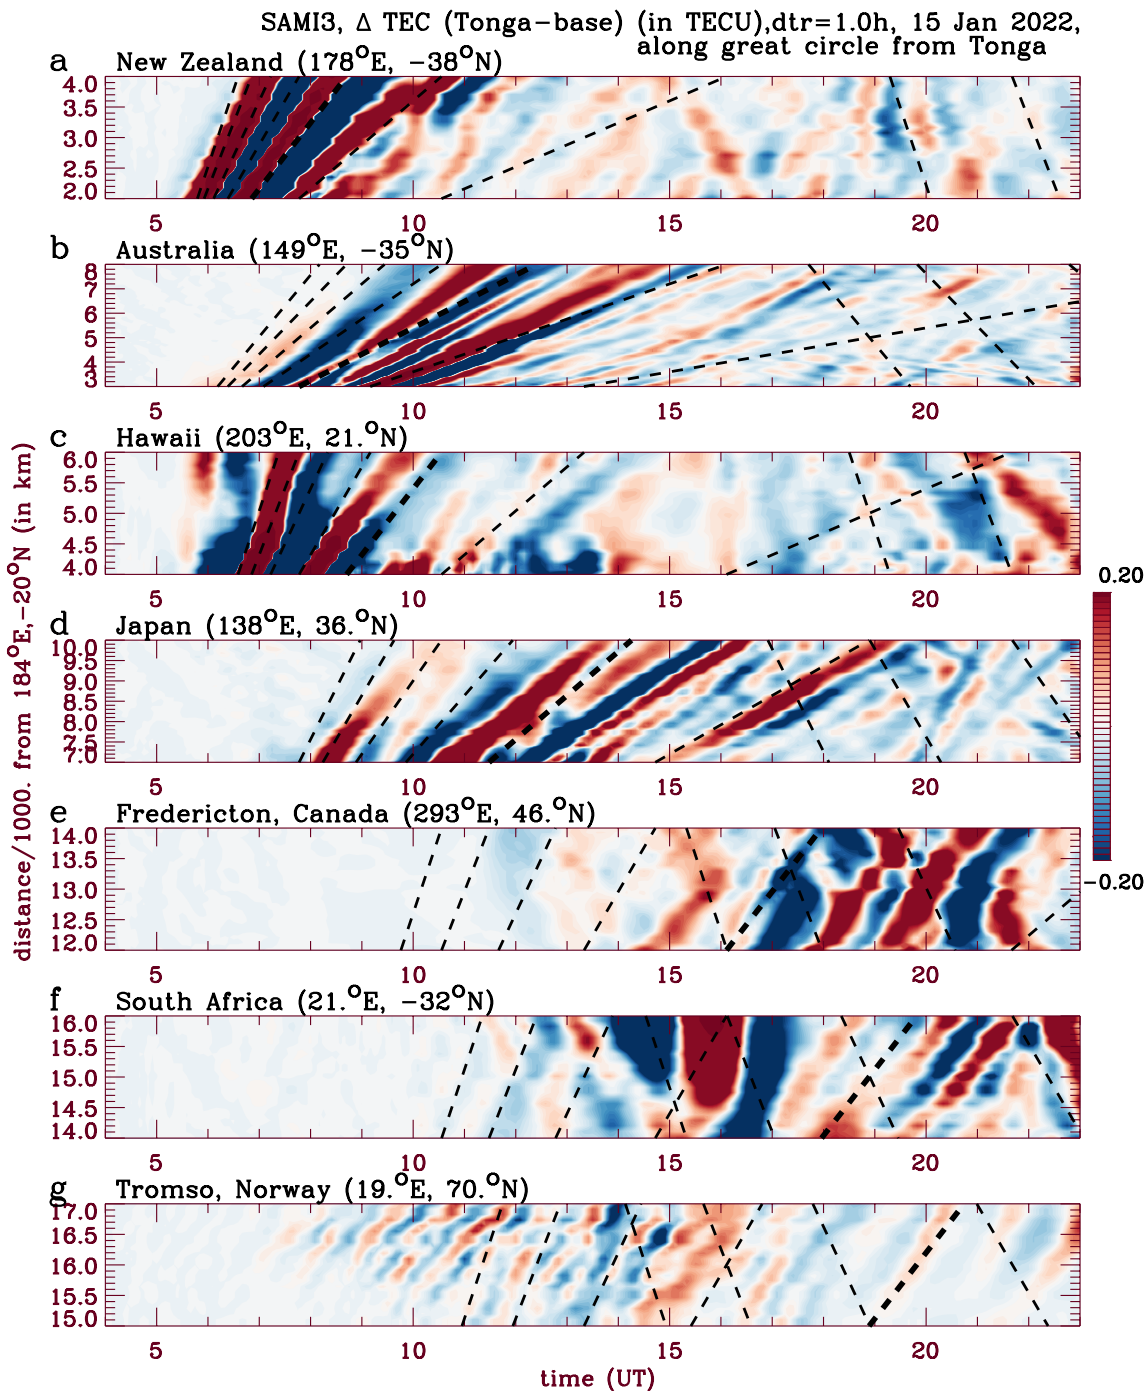 SAMI3, Δ TEC (Tonga-base) (in TECU),dtr=1.0h, 15 Jan 2022,
along great circle from Tonga
a New Zealand (178°E, -38°N)
4.0
3.5
3.0
2.5
2.0
5 10 15 20
b Australia (149°E, -35°N)
8
7
6
5
4
3
5 10 15 20
c Hawaii (203°E, 21.°N)
6.0
5.5
5.0
4.5
4.0
5 10 15 20
d Japan (138°E, 36.°N)
10.0
9.5
9.0
8.5
8.0
7.5
7.0
5 10 15 20
e Fredericton, Canada (293°E, 46.°N)
14.0
13.5
13.0
12.5
12.0
5 10 15 20
f South Africa (21.°E, -32°N)
16.0
15.5
15.0
14.5
14.0
5 10 15 20
g Tromso, Norway (19.°E, 70.°N)
17.0
16.5
16.0
15.5
15.0
5 10 15 20
time (UT)
distance/1000. from 184°E,-20°N (in km)
0.20
-0.20